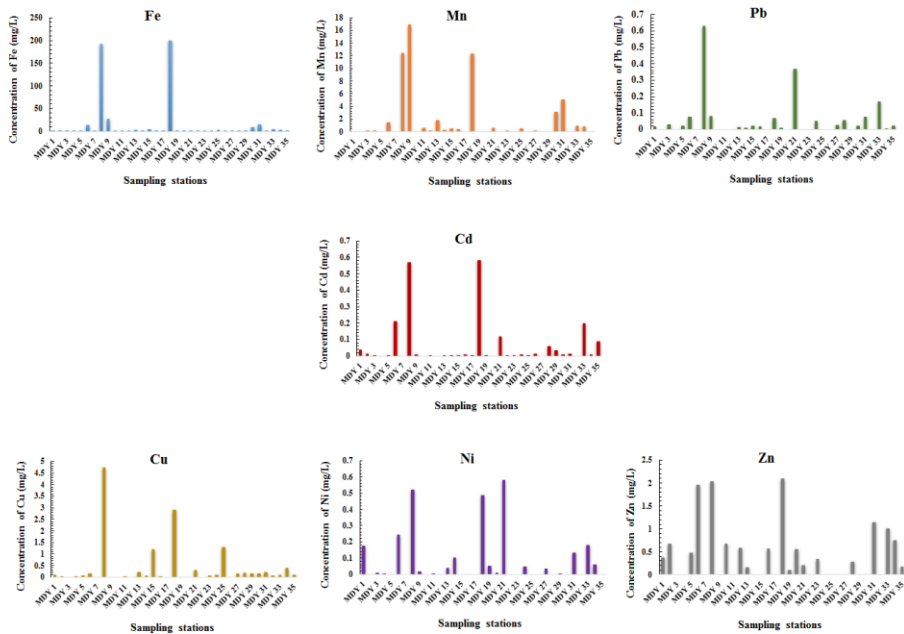 Fe
Concentration of Fe (mg/L)
250
200
150
100
50
0
MDY 1
MDY 3
MDY 5
MDY 7
MDY 9
MDY 11
MDY 13
MDY 15
MDY 17
MDY 19
MDY 21
MDY 23
MDY 25
MDY 27
MDY 29
MDY 31
MDY 33
MDY 35
Sampling stations
Mn
Concentration of Mn (mg/L)
18
16
14
12
10
8
6
4
2
0
MDY 1
MDY 3
MDY 5
MDY 7
MDY 9
MDY 11
MDY 13
MDY 15
MDY 17
MDY 19
MDY 21
MDY 23
MDY 25
MDY 27
MDY 29
MDY 31
MDY 33
MDY 35
Sampling stations
Pb
Concentration of Pb (mg/L)
0.7
0.6
0.5
0.4
0.3
0.2
0.1
0
MDY 1
MDY 3
MDY 5
MDY 7
MDY 9
MDY 11
MDY 13
MDY 15
MDY 17
MDY 19
MDY 21
MDY 23
MDY 25
MDY 27
MDY 29
MDY 31
MDY 33
MDY 35
Sampling stations
Cd
Concentration of Cd (mg/L)
0.7
0.6
0.5
0.4
0.3
0.2
0.1
0
MDY 1
MDY 3
MDY 5
MDY 7
MDY 9
MDY 11
MDY 13
MDY 15
MDY 17
MDY 19
MDY 21
MDY 23
MDY 25
MDY 27
MDY 29
MDY 31
MDY 33
MDY 35
Sampling stations
Cu
Concentration of Cu (mg/L)
5
4.5
4
3.5
3
2.5
2
1.5
1
0.5
0
MDY 1
MDY 3
MDY 5
MDY 7
MDY 9
MDY 11
MDY 13
MDY 15
MDY 17
MDY 19
MDY 21
MDY 23
MDY 25
MDY 27
MDY 29
MDY 31
MDY 33
MDY 35
Sampling stations
Ni
Concentration of Ni (mg/L)
0.7
0.6
0.5
0.4
0.3
0.2
0.1
0
MDY 1
MDY 3
MDY 5
MDY 7
MDY 9
MDY 11
MDY 13
MDY 15
MDY 17
MDY 19
MDY 21
MDY 23
MDY 25
MDY 27
MDY 29
MDY 31
MDY 33
MDY 35
Sampling stations
Zn
Concentration of Zn (mg/L)
2.5
2
1.5
1
0.5
0
MDY 1
MDY 3
MDY 5
MDY 7
MDY 9
MDY 11
MDY 13
MDY 15
MDY 17
MDY 19
MDY 21
MDY 23
MDY 25
MDY 27
MDY 29
MDY 31
MDY 33
MDY 35
Sampling stations